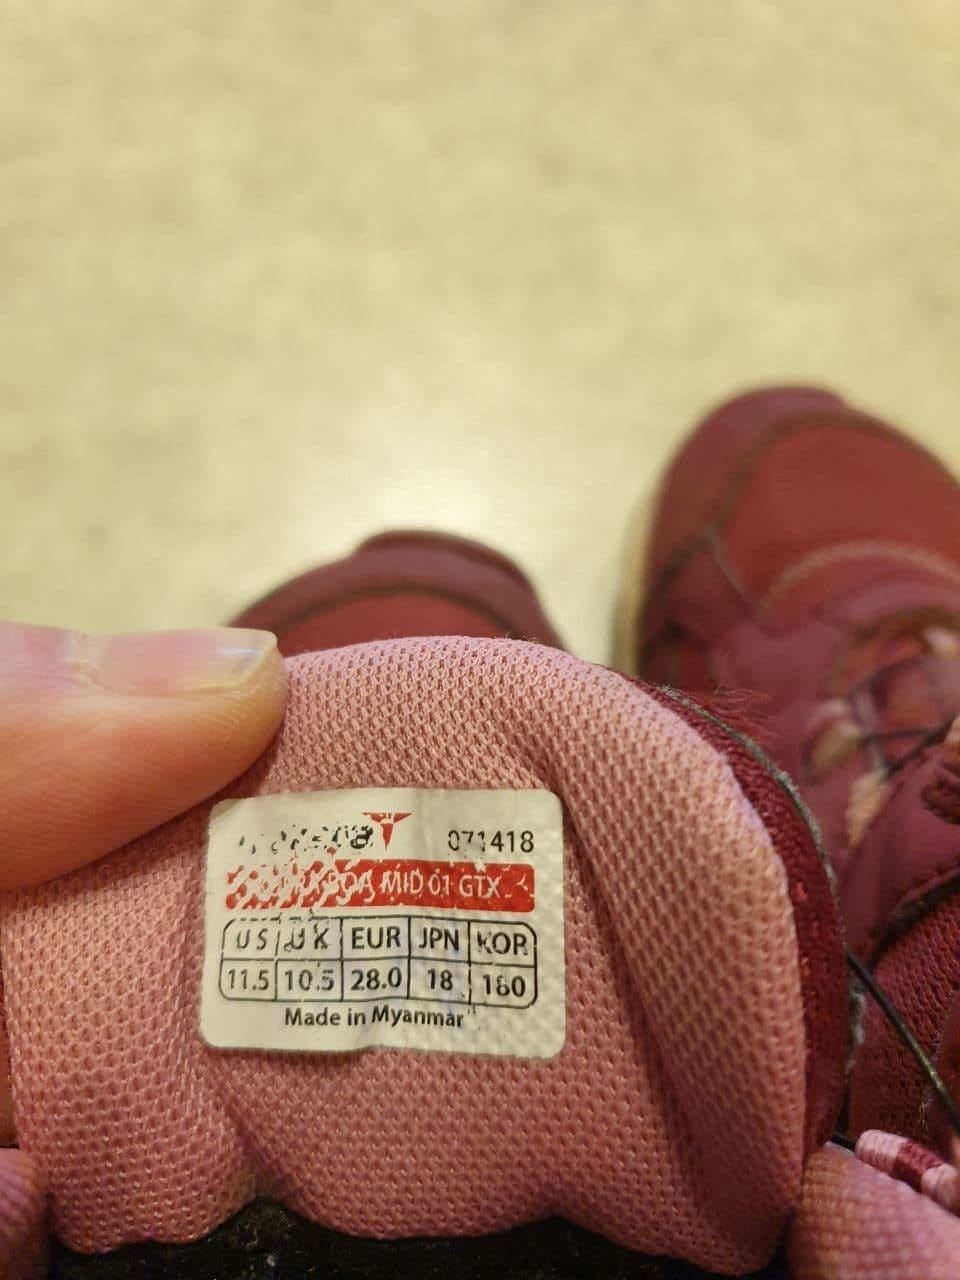 071418
MID 01 GTX
US UK EUR JPN KOR
11.5 10.5 28.0 18 180
Made in Myanmar